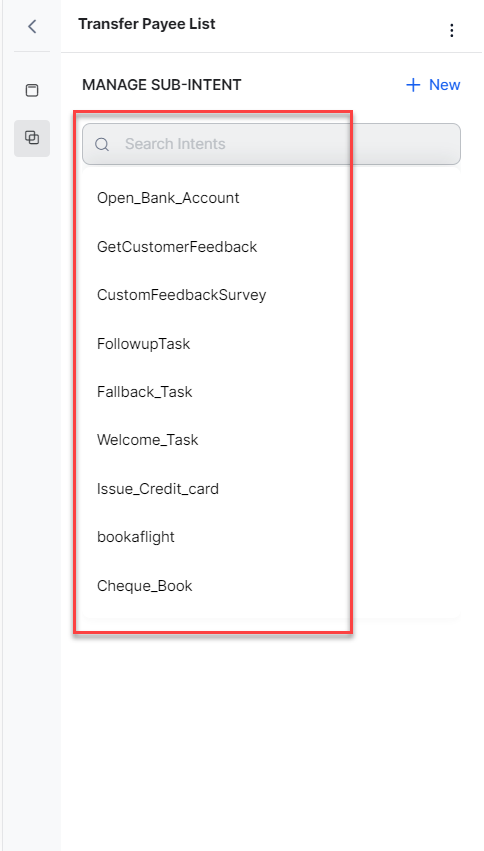 Transfer Payee List
MANAGE SUB-INTENT
New
Search Intents
Open_Bank_Account
GetCustomerFeedback
CustomFeedbackSurvey
FollowupTask
Fallback_Task
Welcome_Task
Issue_Credit_card
bookaflight
Cheque_Book